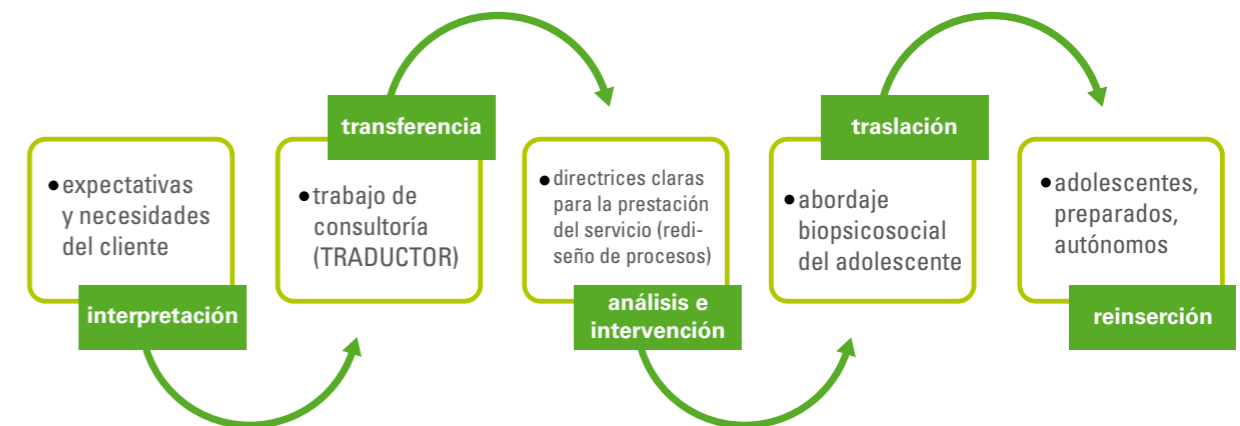 •expectativas
y necesidades
del cliente
interpretación
transferencia
•trabajo de
consultoría
(TRADUCTOR)
•directrices claras
para la prestación
del servicio (redi-
seño de procesos)
análisis e
intervención
traslación
•abordaje
biopsicosocial
del adolescente
•adolescentes,
preparados,
autónomos
reinserción